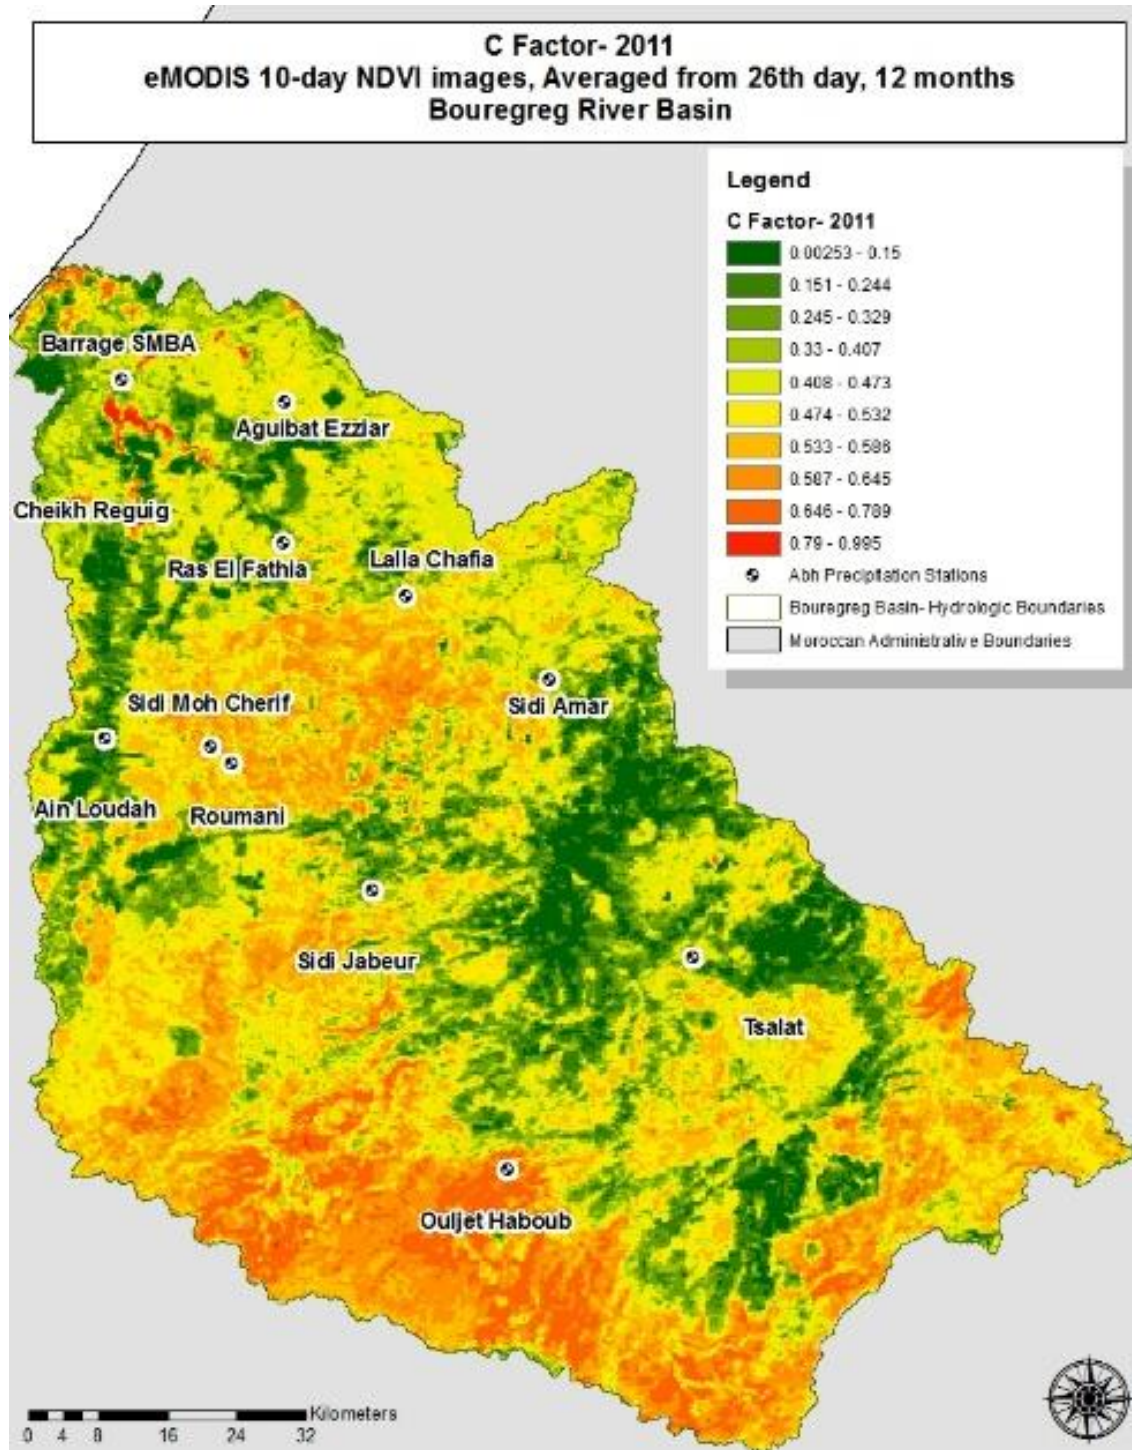 C Factor- 2011
eMODIS 10-day NDVI images, Averaged from 26th day, 12 months
Bouregreg River Basin
Legend
C Factor- 2011
0.00253 - 0.15
0.151 - 0.244
0.245 - 0.329
0.33 - 0.407
0.408 - 0.473
0.474 - 0.532
0.533 - 0.586
0.587 - 0.645
0.646 - 0.789
0.79 - 0.995
Abh Precipitation Stations
Bouregreg Basin- Hydrologic Boundaries
Moroccan Administrative Boundaries
Barrage SMBA
Aguibat Ezziar
Cheikh Reguig
Ras El Fathia
Lalla Chafia
Sidi Moh Cherif
Sidi Amar
Ain Loudah
Roumani
Sidi Jabeur
Tsalat
Ouljet Haboub
Kilometers
0 4 8 16 24 32